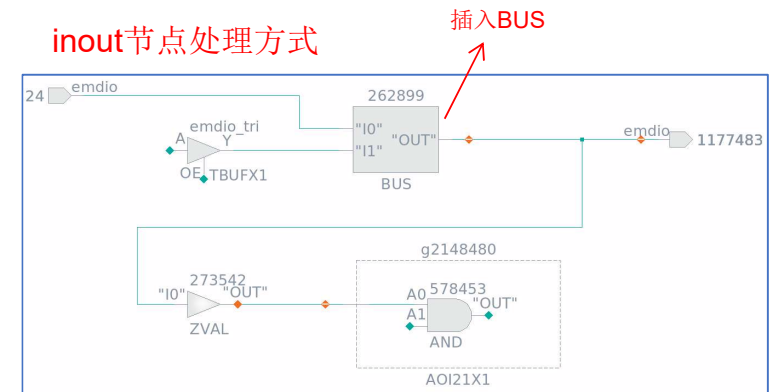 插入BUS
inout节点处理方式
24 emdio
262899
emdio_tri
A Y
OE TBUFX1
"I0"
"I1" "OUT"
BUS
emdio 1177483
g2148480
273542
"I0" "OUT"
ZVAL
A0 578453
A1 "OUT"
AND
AOI21X1